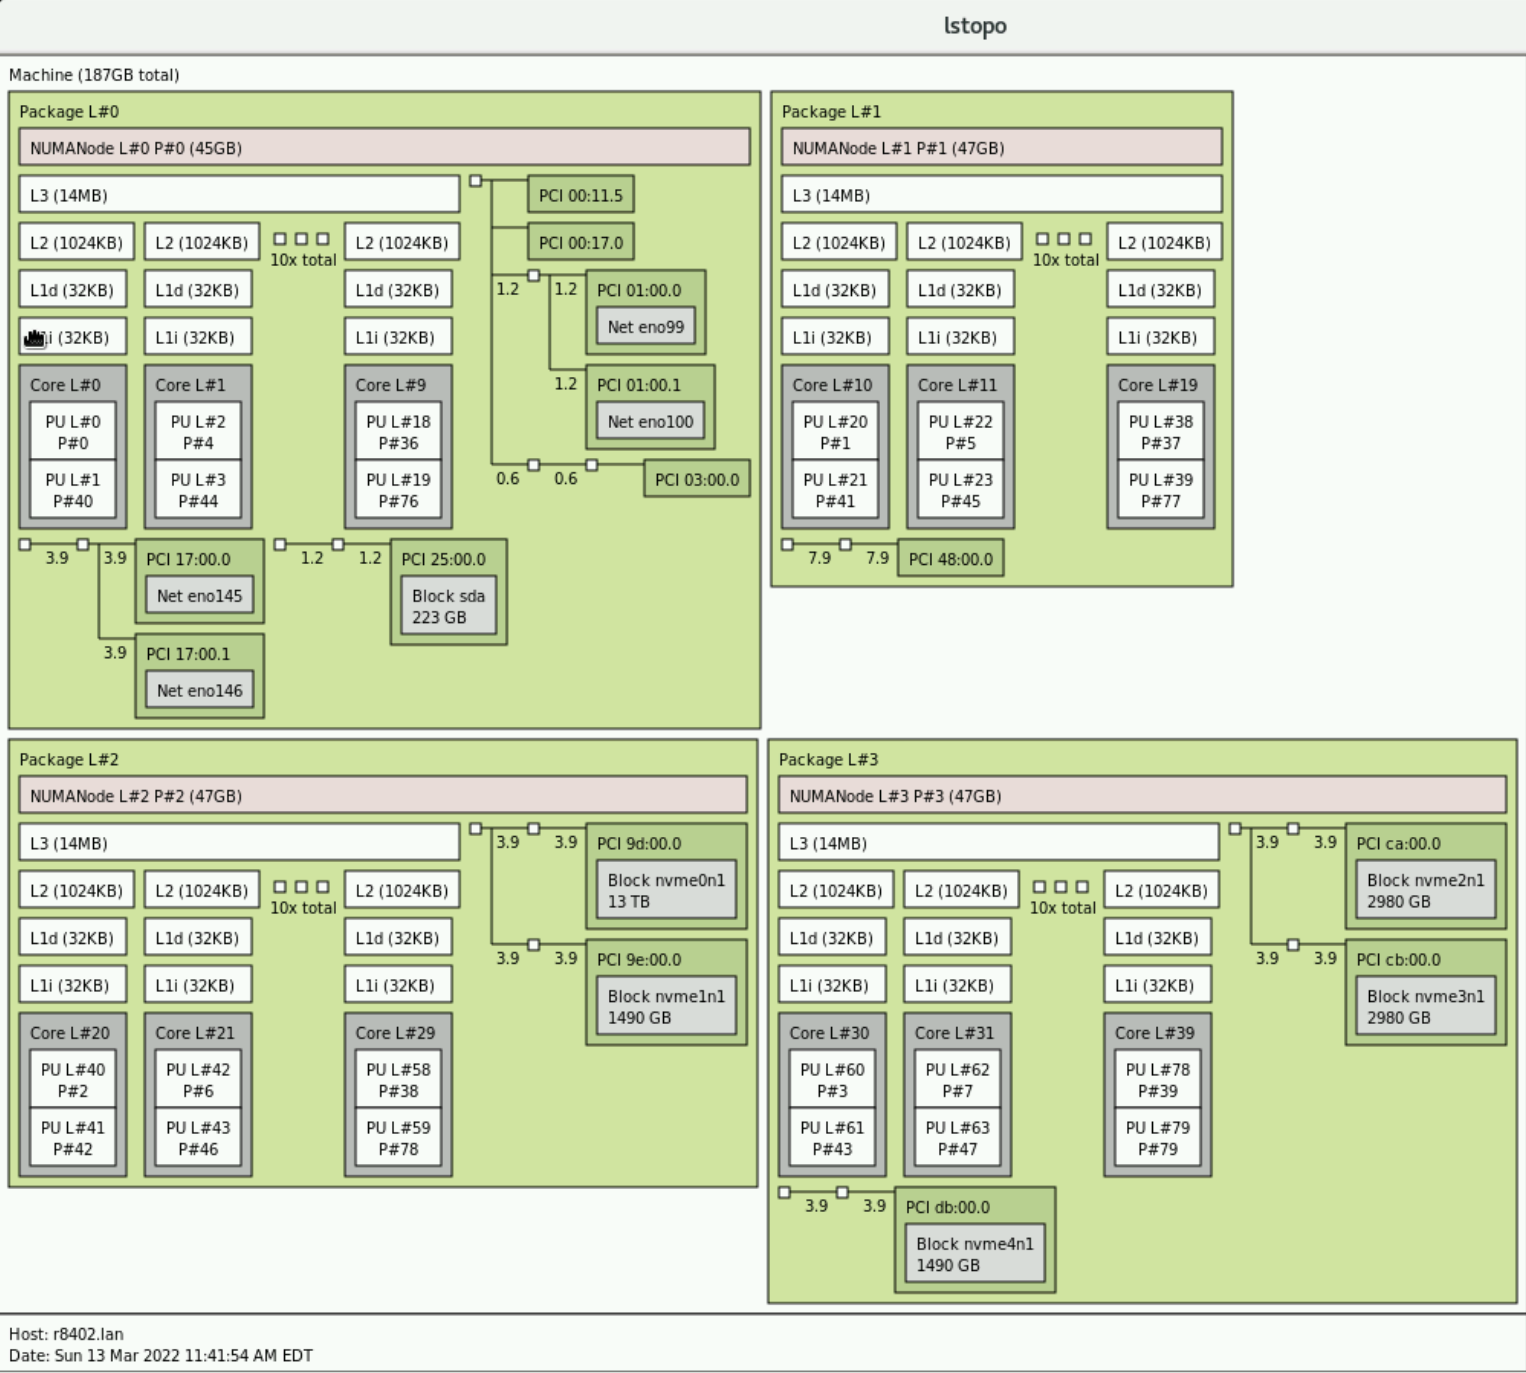 lstopo
Machine (187GB total)
Package L#0
NUMANode L#0 P#0 (45GB)
L3 (14MB)
L2 (1024KB) L2 (1024KB) 10x total L2 (1024KB)
L1d (32KB) L1d (32KB) L1d (32KB)
i (32KB) L1i (32KB) L1i (32KB)
Core L#0 Core L#1 Core L#9
PU L#0 PU L#2 PU L#18
P#0 P#4 P#36
PU L#1 PU L#3 PU L#19
P#40 P#44 P#76
PCI 00:11.5
PCI 00:17.0
1.2 1.2 PCI 01:00.0
Net eno99
1.2 PCI 01:00.1
Net eno100
0.6 0.6 PCI 03:00.0
3.9 3.9 PCI 17:00.0
Net eno145
3.9 PCI 17:00.1
Net eno146
1.2 1.2 PCI 25:00.0
Block sda
223 GB
Package L#1
NUMANode L#1 P#1 (47GB)
L3 (14MB)
L2 (1024KB) L2 (1024KB) 10x total L2 (1024KB)
L1d (32KB) L1d (32KB) L1d (32KB)
L1i (32KB) L1i (32KB) L1i (32KB)
Core L#10 Core L#11 Core L#19
PU L#20 PU L#22 PU L#38
P#1 P#5 P#37
PU L#21 PU L#23 PU L#39
P#41 P#45 P#77
7.9 7.9 PCI 48:00.0
Package L#2
NUMANode L#2 P#2 (47GB)
L3 (14MB)
L2 (1024KB) L2 (1024KB) 10x total L2 (1024KB)
L1d (32KB) L1d (32KB) L1d (32KB)
L1i (32KB) L1i (32KB) L1i (32KB)
Core L#20 Core L#21 Core L#29
PU L#40 PU L#42 PU L#58
P#2 P#6 P#38
PU L#41 PU L#43 PU L#59
P#42 P#46 P#78
3.9 3.9 PCI 9d:00.0
Block nvme0n1
13 TB
3.9 3.9 PCI 9e:00.0
Block nvme1n1
1490 GB
Package L#3
NUMANode L#3 P#3 (47GB)
L3 (14MB)
L2 (1024KB) L2 (1024KB) 10x total L2 (1024KB)
L1d (32KB) L1d (32KB) L1d (32KB)
L1i (32KB) L1i (32KB) L1i (32KB)
Core L#30 Core L#31 Core L#39
PU L#60 PU L#62 PU L#78
P#3 P#7 P#39
PU L#61 PU L#63 PU L#79
P#43 P#47 P#79
3.9 3.9 PCI ca:00.0
Block nvme2n1
2980 GB
3.9 3.9 PCI cb:00.0
Block nvme3n1
2980 GB
3.9 3.9 PCI db:00.0
Block nvme4n1
1490 GB
Host: r8402.lan
Date: Sun 13 Mar 2022 11:41:54 AM EDT